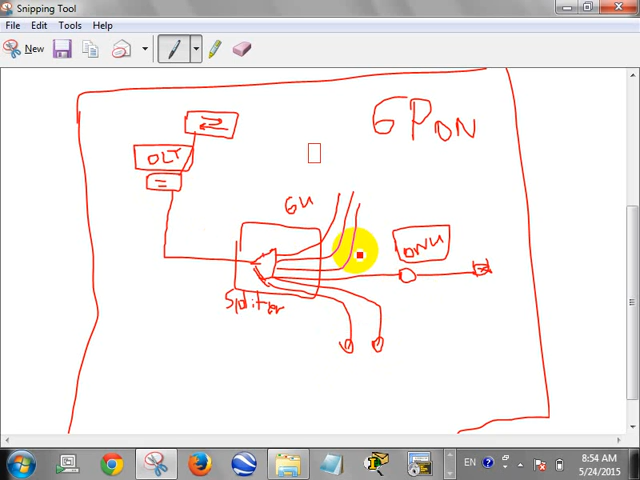 Snipping Tool
File Edit Tools Help
New
GPON
OLT
64
ONU
Splitter
EN
8:54 AM
5/24/2015